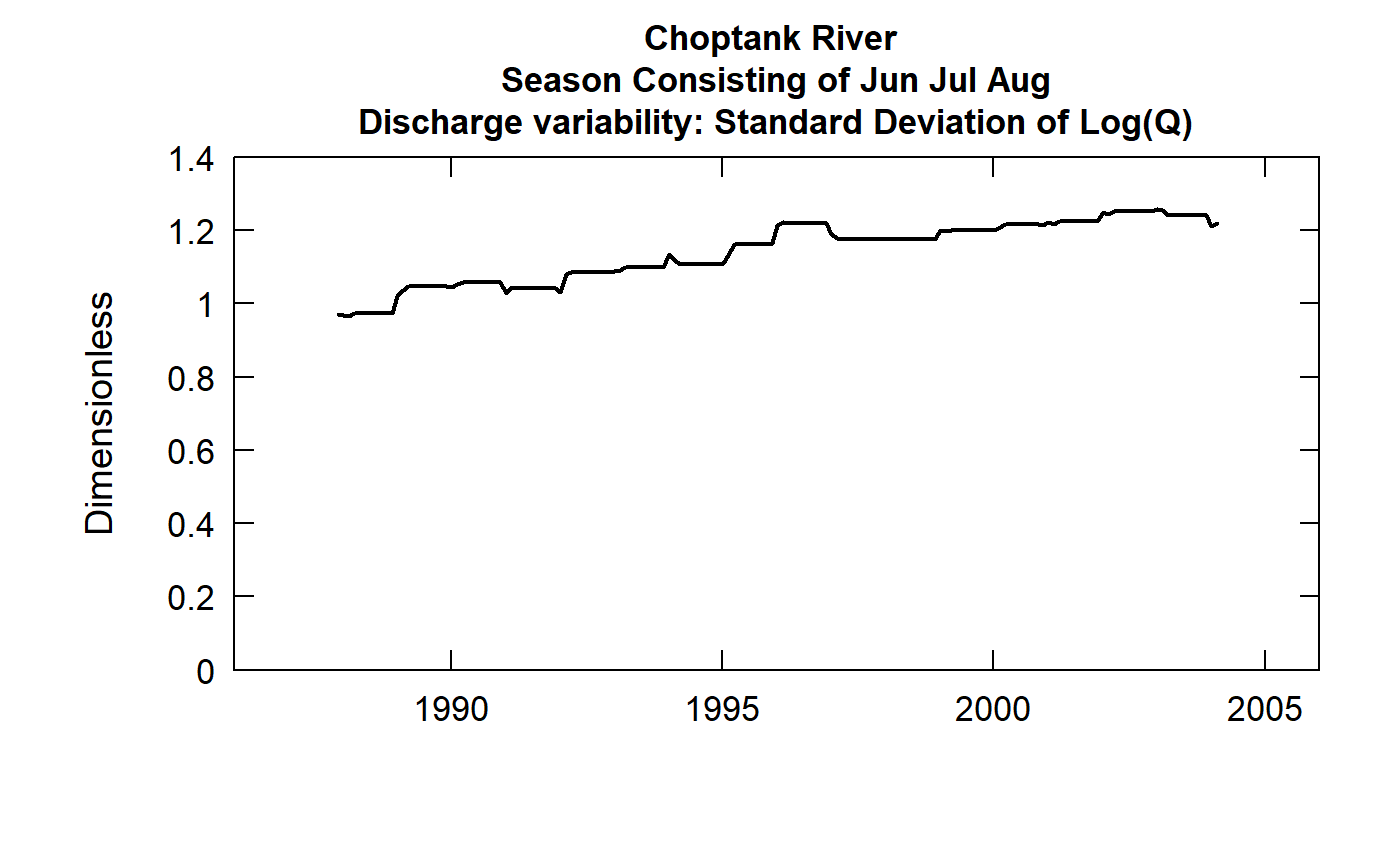 Choptank River
Season Consisting of Jun Jul Aug
Discharge variability: Standard Deviation of Log(Q)
Dimensionless
1.4
1.2
1
0.8
0.6
0.4
0.2
0
1990 1995 2000 2005